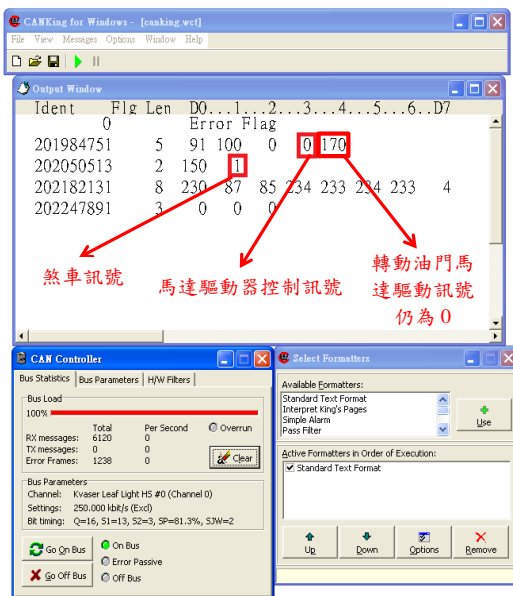 CANKing for Windows - [canking.wct]
File View Messages Options Window Help
Output Window
Ident Flg Len D0...1...2...3...4...5...6..D7
0 Error Flag
201984751 5 91 100 0 0 170
202050513 2 150 1
202182131 8 230 87 85 234 233 234 233 4
202247891 3 0 0 0
煞車訊號
馬達驅動器控制訊號
轉動油門馬
達驅動訊號
仍為0
CAN Controller
Bus Statistics Bus Parameters H/W Filters
Bus Load
100%
Total Per Second Overrun
RX messages: 6120 0
TX messages: 0 0
Error Frames: 1238 0
Clear
Bus Parameters
Channel: Kvaser Leaf Light HS #0 (Channel 0)
Settings: 250.000 kbit/s (Excl)
Bit timing: Q=16, S1=13, S2=3, SP=81.3%, SJW=2
Go On Bus
On Bus
Error Passive
Go Off Bus
Off Bus
Select Formatters
Available Formatters:
Standard Text Format
Interpret King's Pages
Simple Alarm
Pass Filter
Use
Active Formatters in Order of Execution:
Standard Text Format
Up Down Options Remove